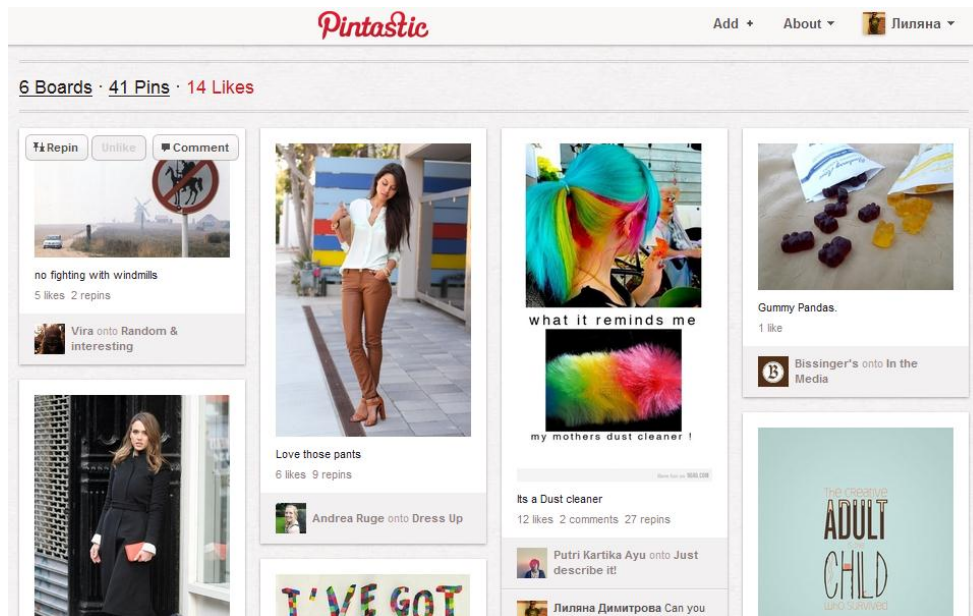 Pintastic
Add +
About
Лиляна
6 Boards · 41 Pins · 14 Likes
Repin
Unlike
Comment
no fighting with windmills
5 likes 2 repins
Vira onto Random &
interesting
Love those pants
6 likes 9 repins
Andrea Ruge onto Dress Up
I'VE GOT
what it reminds me
my mothers dust cleaner !
Its a Dust cleaner
12 likes 2 comments 27 repins
Putri Kartika Ayu onto Just
describe it!
Лиляна Димитрова Can you
Gummy Pandas.
1 like
B
Bissinger's onto In the
Media
The creative
ADULT
CHILD
WHO SURVIVED